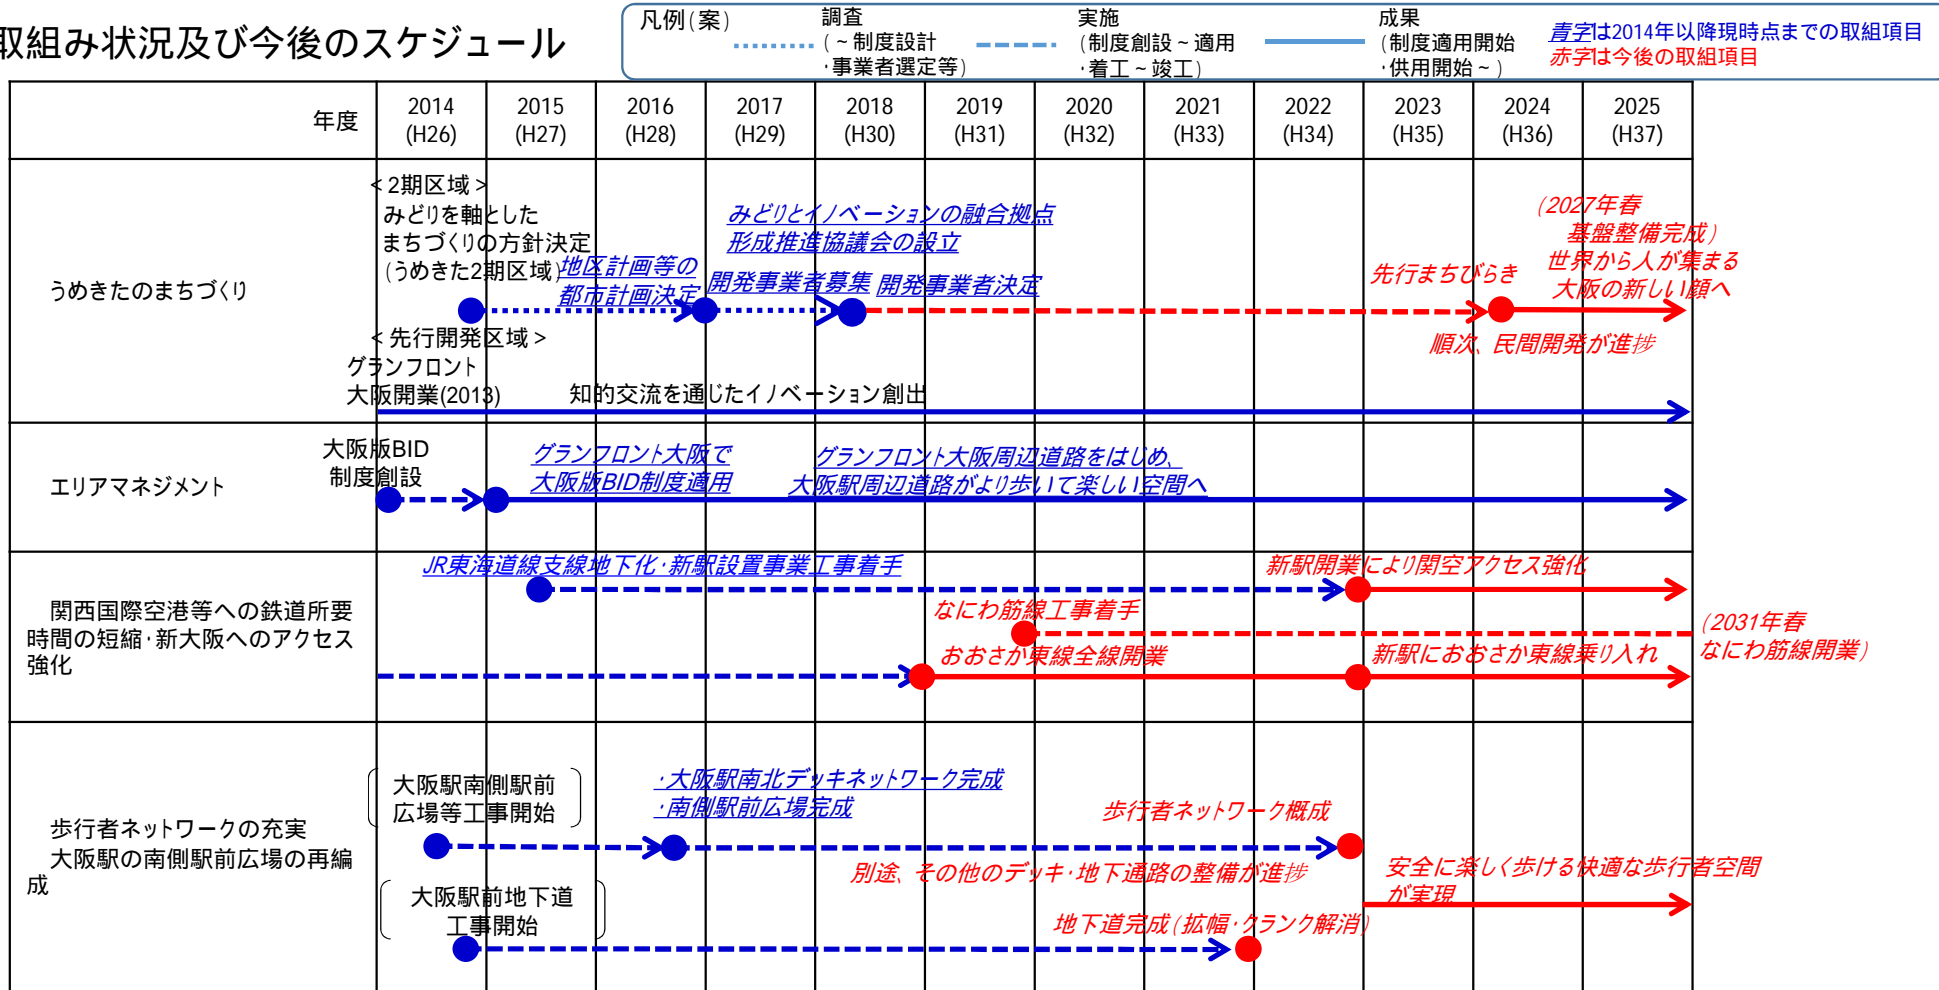 取組み状況及び今後のスケジュール
凡例(案)
調査
(～制度設計
・事業者選定等)
実施
(制度創設～適用
・着工～竣工)
成果
(制度適用開始
・供用開始～)
青字は2014年以降現時点までの取組項目
赤字は今後の取組項目
年度
2014
(H26)
2015
(H27)
2016
(H28)
2017
(H29)
2018
(H30)
2019
(H31)
2020
(H32)
2021
(H33)
2022
(H34)
2023
(H35)
2024
(H36)
2025
(H37)
うめきたのまちづくり
<2期区域>
みどりを軸とした
まちづくりの方針決定
(うめきた2期区域)
地区計画等の
都市計画決定
みどりとイノベーションの融合拠点
形成推進協議会の設立
開発事業者募集
開発事業者決定
先行まちびらき
(2027年春
基盤整備完成)
世界から人が集まる
大阪の新しい顔へ
順次、民間開発が進捗
<先行開発区域>
グランフロント
大阪開業(2013)
知的交流を通じたイノベーション創出
エリアマネジメント
大阪版BID
制度創設
グランフロント大阪で
大阪版BID制度適用
グランフロント大阪周辺道路をはじめ、
大阪駅周辺道路がより歩いて楽しい空間へ
関西国際空港等への鉄道所要
時間の短縮・新大阪へのアクセス
強化
JR東海道線支線地下化・新駅設置事業工事着手
新駅開業により関空アクセス強化
なにわ筋線工事着手
(2031年春
なにわ筋線開業)
おおさか東線全線開業
新駅におおさか東線乗り入れ
歩行者ネットワークの充実
大阪駅の南側駅前広場の再編
成
大阪駅南側駅前
広場等工事開始
・大阪駅南北デッキネットワーク完成
・南側駅前広場完成
歩行者ネットワーク概成
別途、その他のデッキ・地下通路の整備が進捗
安全に楽しく歩ける快適な歩行者空間
が実現
大阪駅前地下道
工事開始
地下道完成(拡幅・クランク解消)